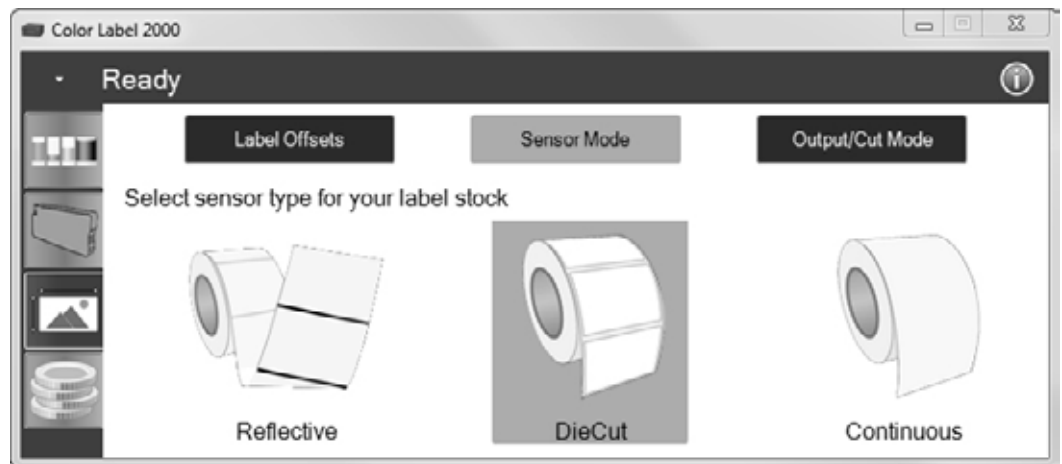 Color Label 2000
Ready
Label Offsets
Sensor Mode
Output/Cut Mode
Select sensor type for your label stock
Reflective
DieCut
Continuous